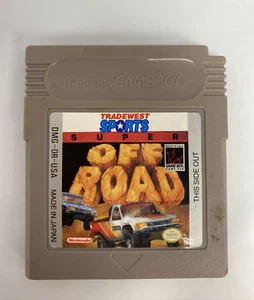 Nintendo GAME BOY
TRADEWEST
SPORTS
SUPER
OFF
ROAD
DMG-OR-USA
MADE IN JAPAN
THIS SIDE OUT
Nintendo